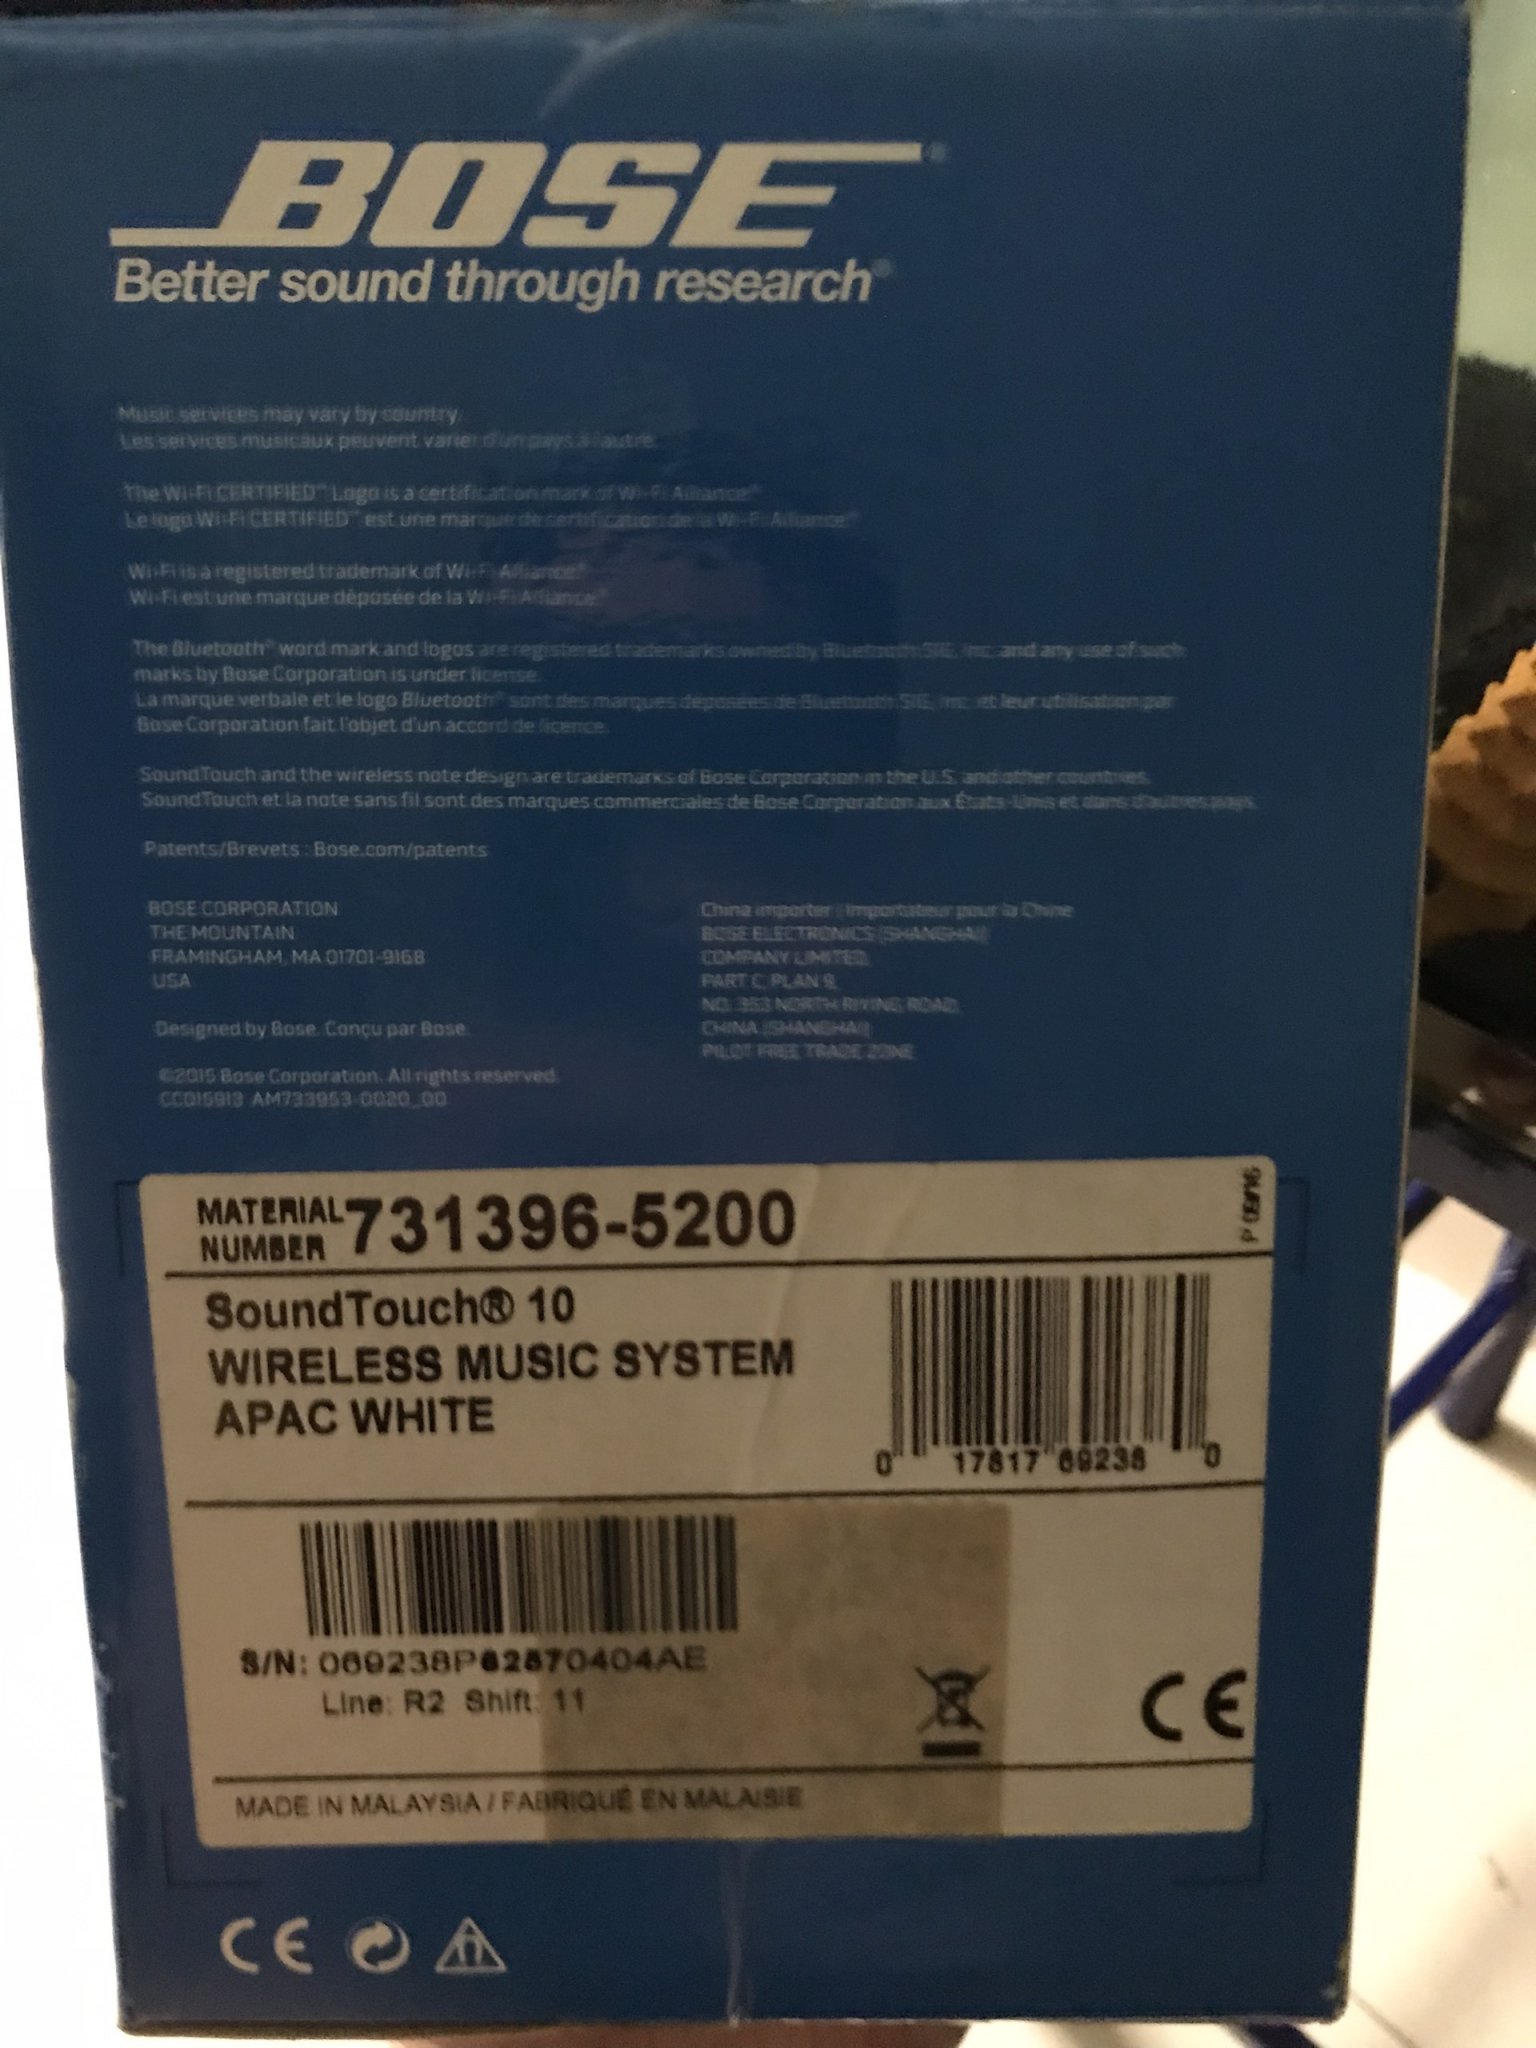 BOSE®
Better sound through research®
Music services may vary by country.
Les services musicaux peuvent varier d'un pays à l'autre.
The Wi-Fi CERTIFIED™ Logo is a certification mark of Wi-Fi Alliance®
Le logo Wi-Fi CERTIFIED™ est une marque de certification de la Wi-Fi Alliance®
Wi-Fi is a registered trademark of Wi-Fi Alliance®
Wi-Fi est une marque déposée de la Wi-Fi Alliance®
The Bluetooth® word mark and logos are registered trademarks owned by Bluetooth SIG, Inc. and any use of such
marks by Bose Corporation is under license.
La marque verbale et le logo Bluetooth® sont des marques déposées de Bluetooth SIG, Inc. et leur utilisation par
Bose Corporation fait l'objet d'un accord de licence.
SoundTouch and the wireless note design are trademarks of Bose Corporation in the U.S. and other countries.
SoundTouch et la note sans fil sont des marques commerciales de Bose Corporation aux États-Unis et dans d'autres pays.
Patents/Brevets : Bose.com/patents
BOSE CORPORATION
THE MOUNTAIN
FRAMINGHAM, MA 01701-9168
USA
Designed by Bose. Conçu par Bose.
©2015 Bose Corporation. All rights reserved.
CC015913 AM733953-0020_00
China importer | Importateur pour la Chine
BOSE ELECTRONICS (SHANGHAI)
COMPANY LIMITED,
PART C, PLAN 9,
NO. 353 NORTH RIYING ROAD,
CHINA (SHANGHAI)
PILOT FREE TRADE ZONE
MATERIAL NUMBER 731396-5200
P 09/16
SoundTouch® 10
WIRELESS MUSIC SYSTEM
APAC WHITE
0 17817 69238 0
S/N: 069238P62570404AE
Line: R2 Shift: 11
CE
MADE IN MALAYSIA / FABRIQUÉ EN MALAISIE
CE